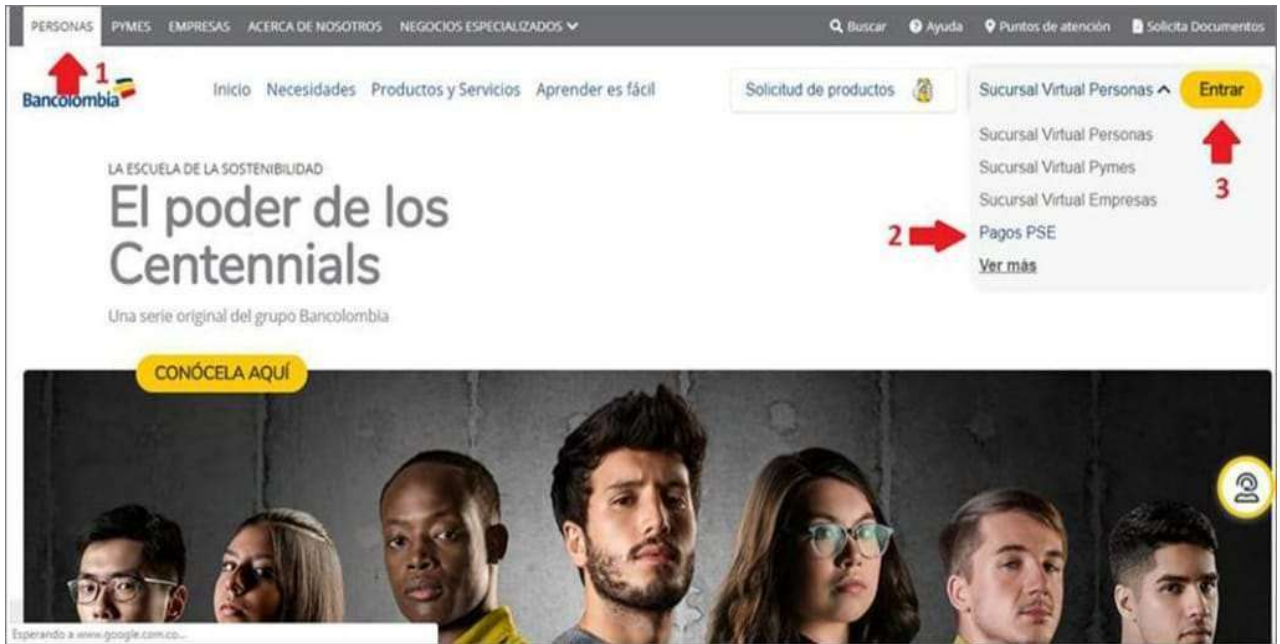 PERSONAS PYMES EMPRESAS ACERCA DE NOSOTROS NEGOCIOS ESPECIALIZADOS Buscar Ayuda Puntos de atención Solicita Documentos
1
Bancolombia Inicio Necesidades Productos y Servicios Aprender es fácil Solicitud de productos Sucursal Virtual Personas Entrar
Sucursal Virtual Personas
Sucursal Virtual Pymes
Sucursal Virtual Empresas
3
2 Pagos PSE
Ver más
LA ESCUELA DE LA SOSTENIBILIDAD
El poder de los
Centennials
Una serie original del grupo Bancolombia
CONÓCELA AQUÍ
Esperando a www.google.com.co...